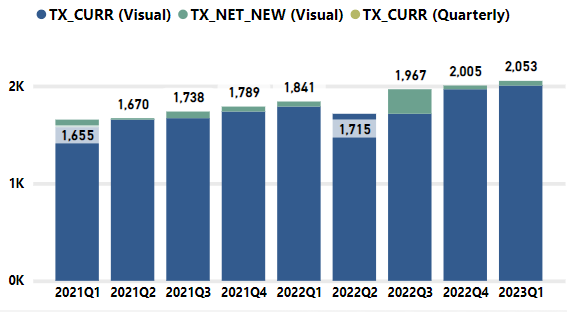 TX_CURR (Visual) TX_NET_NEW (Visual) TX_CURR (Quarterly)
2K
1K
0K
1,655
1,670
1,738
1,789
1,841
1,715
1,967
2,005
2,053
2021Q1 2021Q2 2021Q3 2021Q4 2022Q1 2022Q2 2022Q3 2022Q4 2023Q1